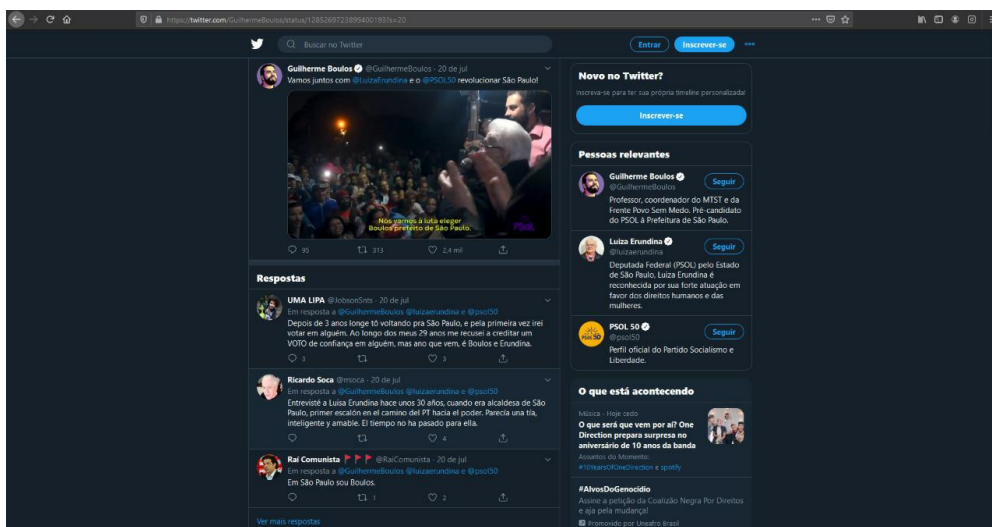 https://twitter.com/GuilhermeBoulos/status/1285269723895400193?s=20
Buscar no Twitter
Entrar
Inscrever-se
Guilherme Boulos @GuilhermeBoulos · 20 de jul
Vamos juntos com @LuizaErundina e o @PSOL50 revolucionar São Paulo!
Nós vamos à luta eleger
Boulos prefeito de São Paulo.
PSOL
95
313
2,4 mil
Respostas
UMA LIPA @JobsonSnts · 20 de jul
Em resposta a @GuilhermeBoulos @luizaerundina e @psol50
Depois de 3 anos longe tô voltando pra São Paulo, e pela primeira vez irei
votar em alguém. Ao longo dos meus 29 anos me recusei a creditar um
VOTO de confiança em alguém, mas ano que vem, é Boulos e Erundina.
3
3
Ricardo Soca @rrsoca · 20 de jul
Em resposta a @GuilhermeBoulos @luizaerundina e @psol50
Entrevisté a Luisa Erundina hace unos 30 años, cuando era alcaldesa de São
Paulo, primer escalón en el camino del PT hacia el poder. Parecía una tía,
inteligente y amable. El tiempo no ha pasado para ella.
4
Raí Comunista @RaiComunista · 20 de jul
Em resposta a @GuilhermeBoulos @luizaerundina e @psol50
Em São Paulo sou Boulos.
1
2
Ver mais respostas
Novo no Twitter?
Inscreva-se para ter sua própria timeline personalizada!
Inscrever-se
Pessoas relevantes
Guilherme Boulos
@GuilhermeBoulos
Seguir
Professor, coordenador do MTST e da
Frente Povo Sem Medo. Pré-candidato
do PSOL à Prefeitura de São Paulo.
Luiza Erundina
@luizaerundina
Seguir
Deputada Federal (PSOL) pelo Estado
de São Paulo, Luiza Erundina é
reconhecida por sua forte atuação em
favor dos direitos humanos e das
mulheres.
PSOL 50
@psol50
Seguir
Perfil oficial do Partido Socialismo e
Liberdade.
O que está acontecendo
Música · Hoje cedo
O que será que vem por aí? One
Direction prepara surpresa no
aniversário de 10 anos da banda
Assuntos do Momento:
#10YearsOfOneDirection e spotify
#AlvosDoGenocídio
Assine a petição da Coalizão Negra Por Direitos
e aja pela mudança!
Promovido por Uneafro Brasil